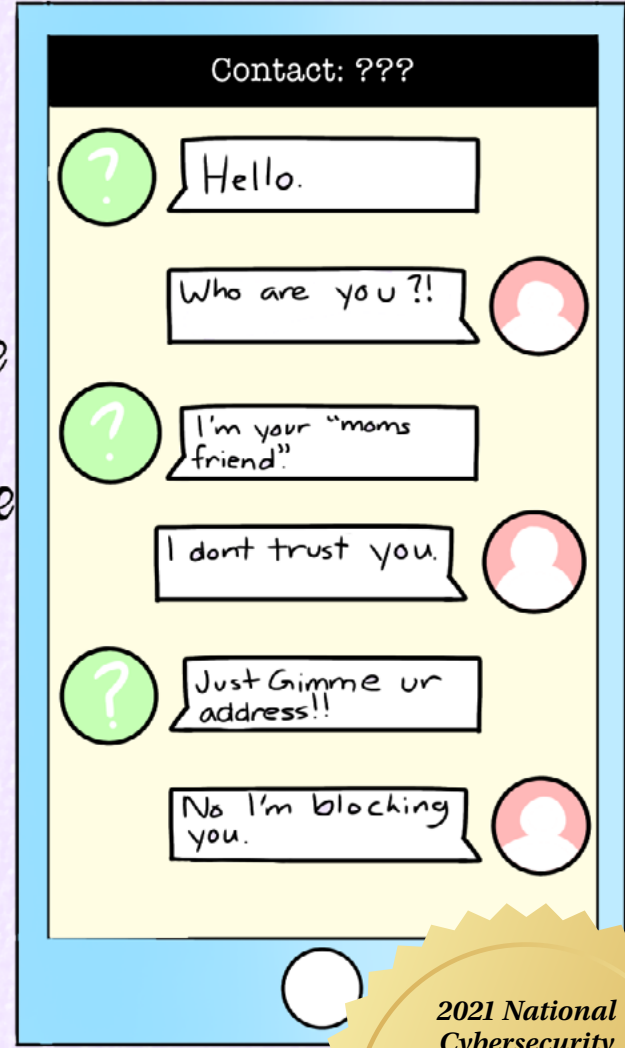 Contact: ???
?
Hello.
Who are you?!
?
I'm your "moms
friend".
I dont trust you.
?
Just Gimme ur
address!!
No I'm blocking
you.
2021 National
Cybersecurity